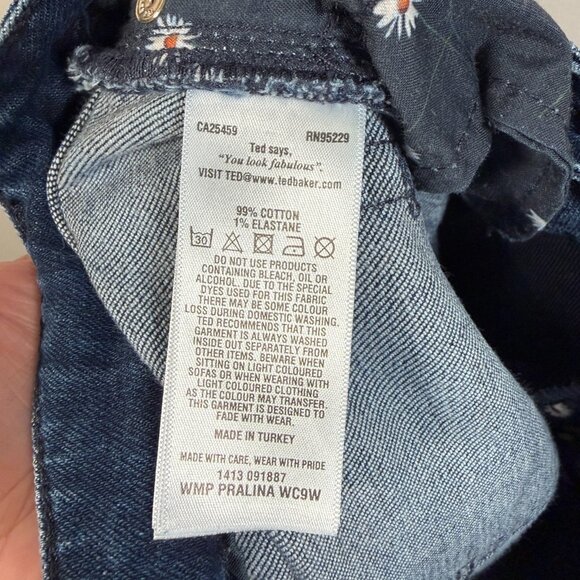 CA25459 RN95229
Ted says,
"You look fabulous".
VISIT TED@www.tedbaker.com
99% COTTON
1% ELASTANE
30
DO NOT USE PRODUCTS
CONTAINING BLEACH, OIL OR
ALCOHOL. DUE TO THE SPECIAL
DYES USED FOR THIS FABRIC
THERE MAY BE SOME COLOUR
LOSS DURING DOMESTIC WASHING.
TED RECOMMENDS THAT THIS
GARMENT IS ALWAYS WASHED
INSIDE OUT SEPARATELY FROM
OTHER ITEMS. BEWARE WHEN
SITTING ON LIGHT COLOURED
SOFAS OR WHEN WEARING WITH
LIGHT COLOURED CLOTHING
AS THE COLOUR MAY TRANSFER.
THIS GARMENT IS DESIGNED TO
FADE WITH WEAR.
MADE IN TURKEY
MADE WITH CARE, WEAR WITH PRIDE
1413 091887
WMP PRALINA WC9W